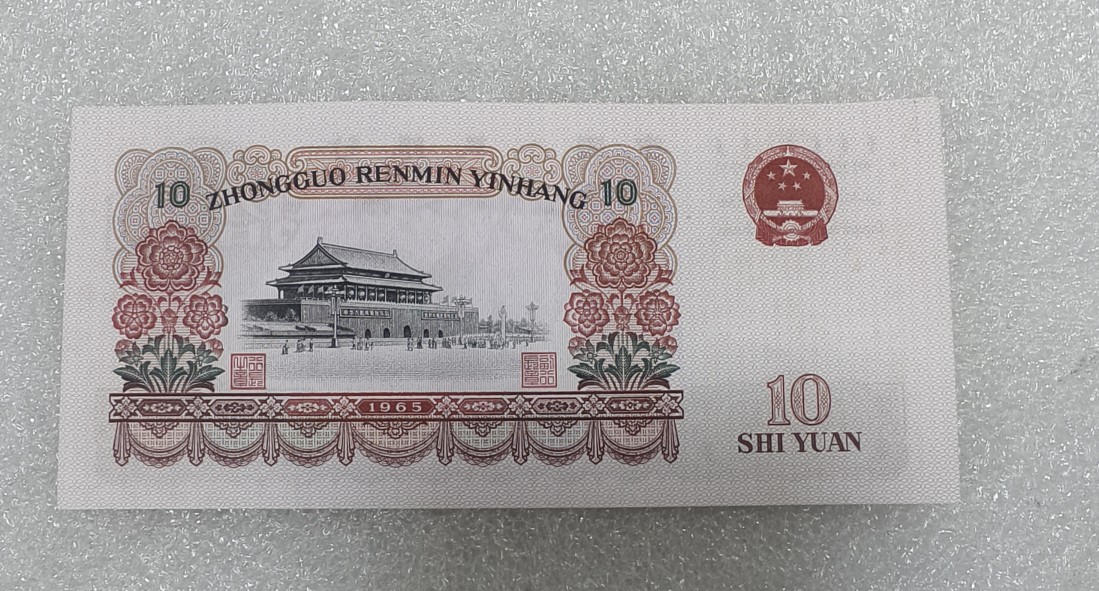 10 ZHONGGUO RENMIN YINHANG 10
1965
10
SHI YUAN